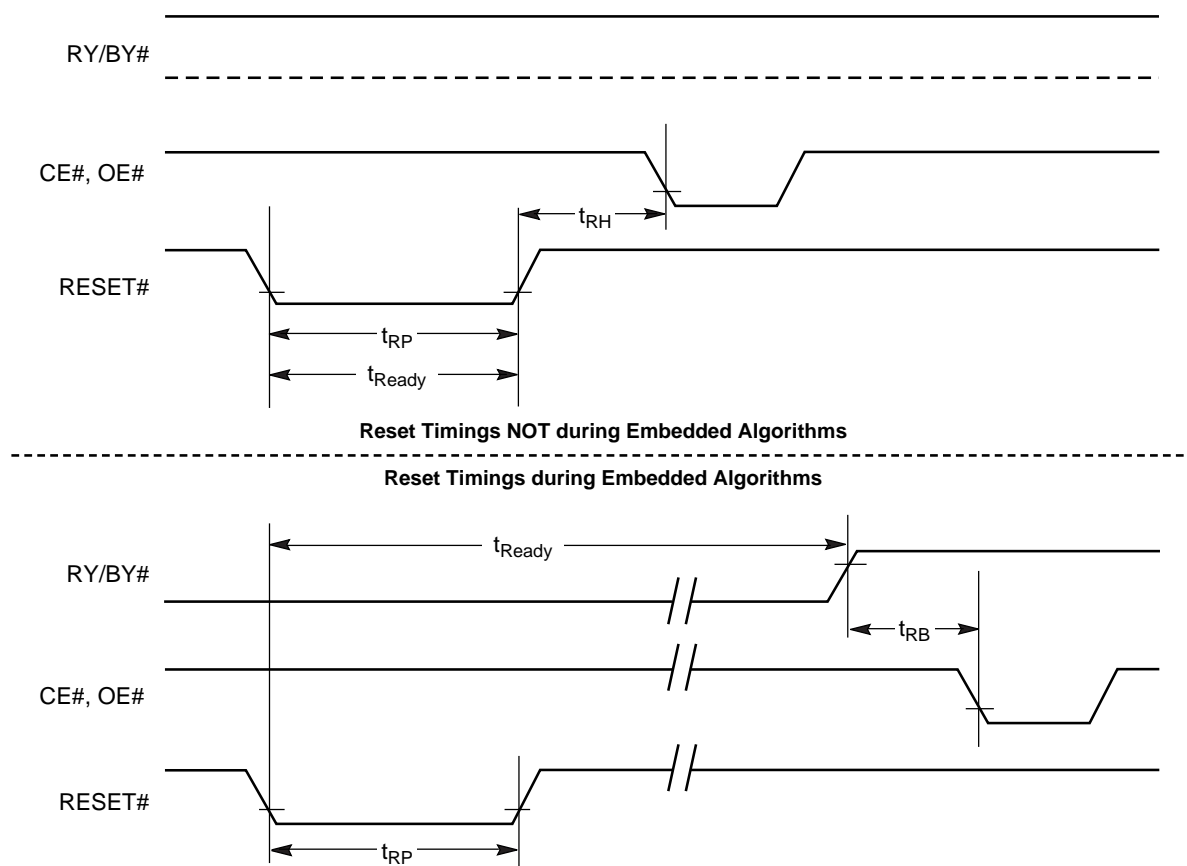 RY/BY#
CE#, OE#
tRH
RESET#
tRP
tReady
Reset Timings NOT during Embedded Algorithms
Reset Timings during Embedded Algorithms
tReady
RY/BY#
tRB
CE#, OE#
RESET#
tRP